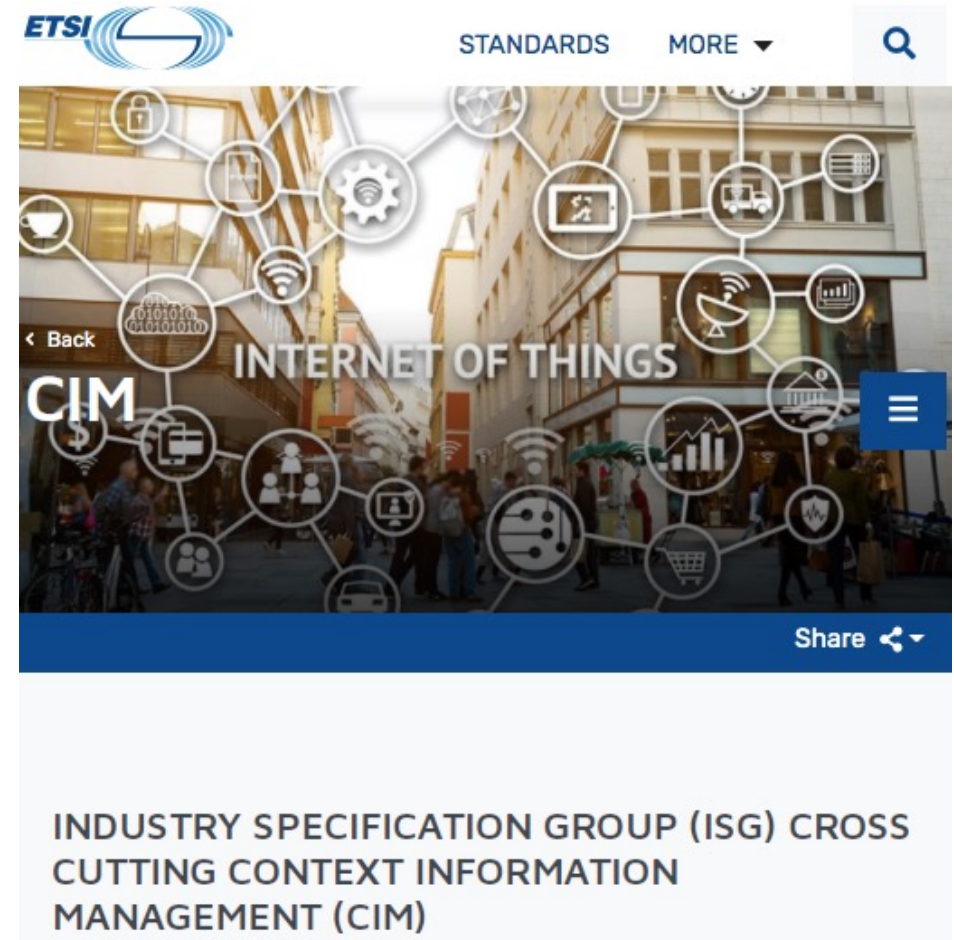 ETSI
STANDARDS MORE
< Back
INTERNET OF THINGS
CIM
Share
INDUSTRY SPECIFICATION GROUP (ISG) CROSS
CUTTING CONTEXT INFORMATION
MANAGEMENT (CIM)